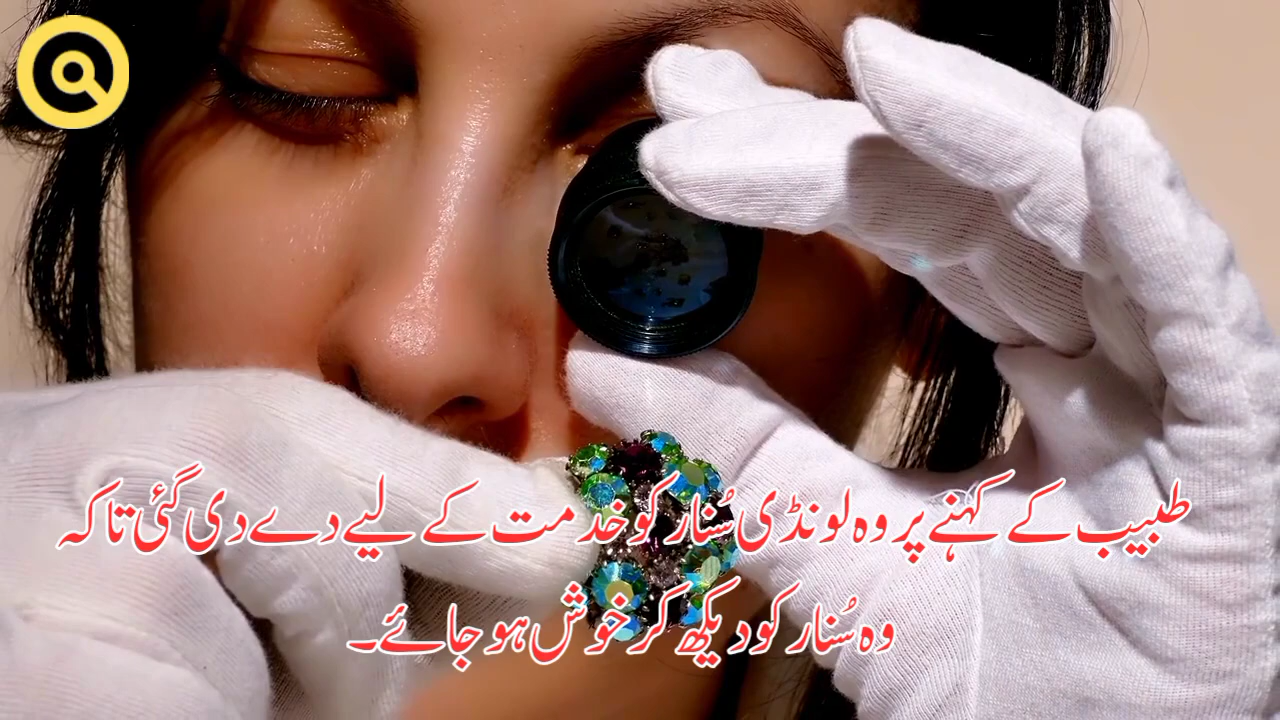 طبیب کے کہنے پر وہ لونڈی سُنار کو خدمت کے لیے دے دی گئی تاکہ
وہ سُنار کو دیکھ کر خوش ہو جائے۔